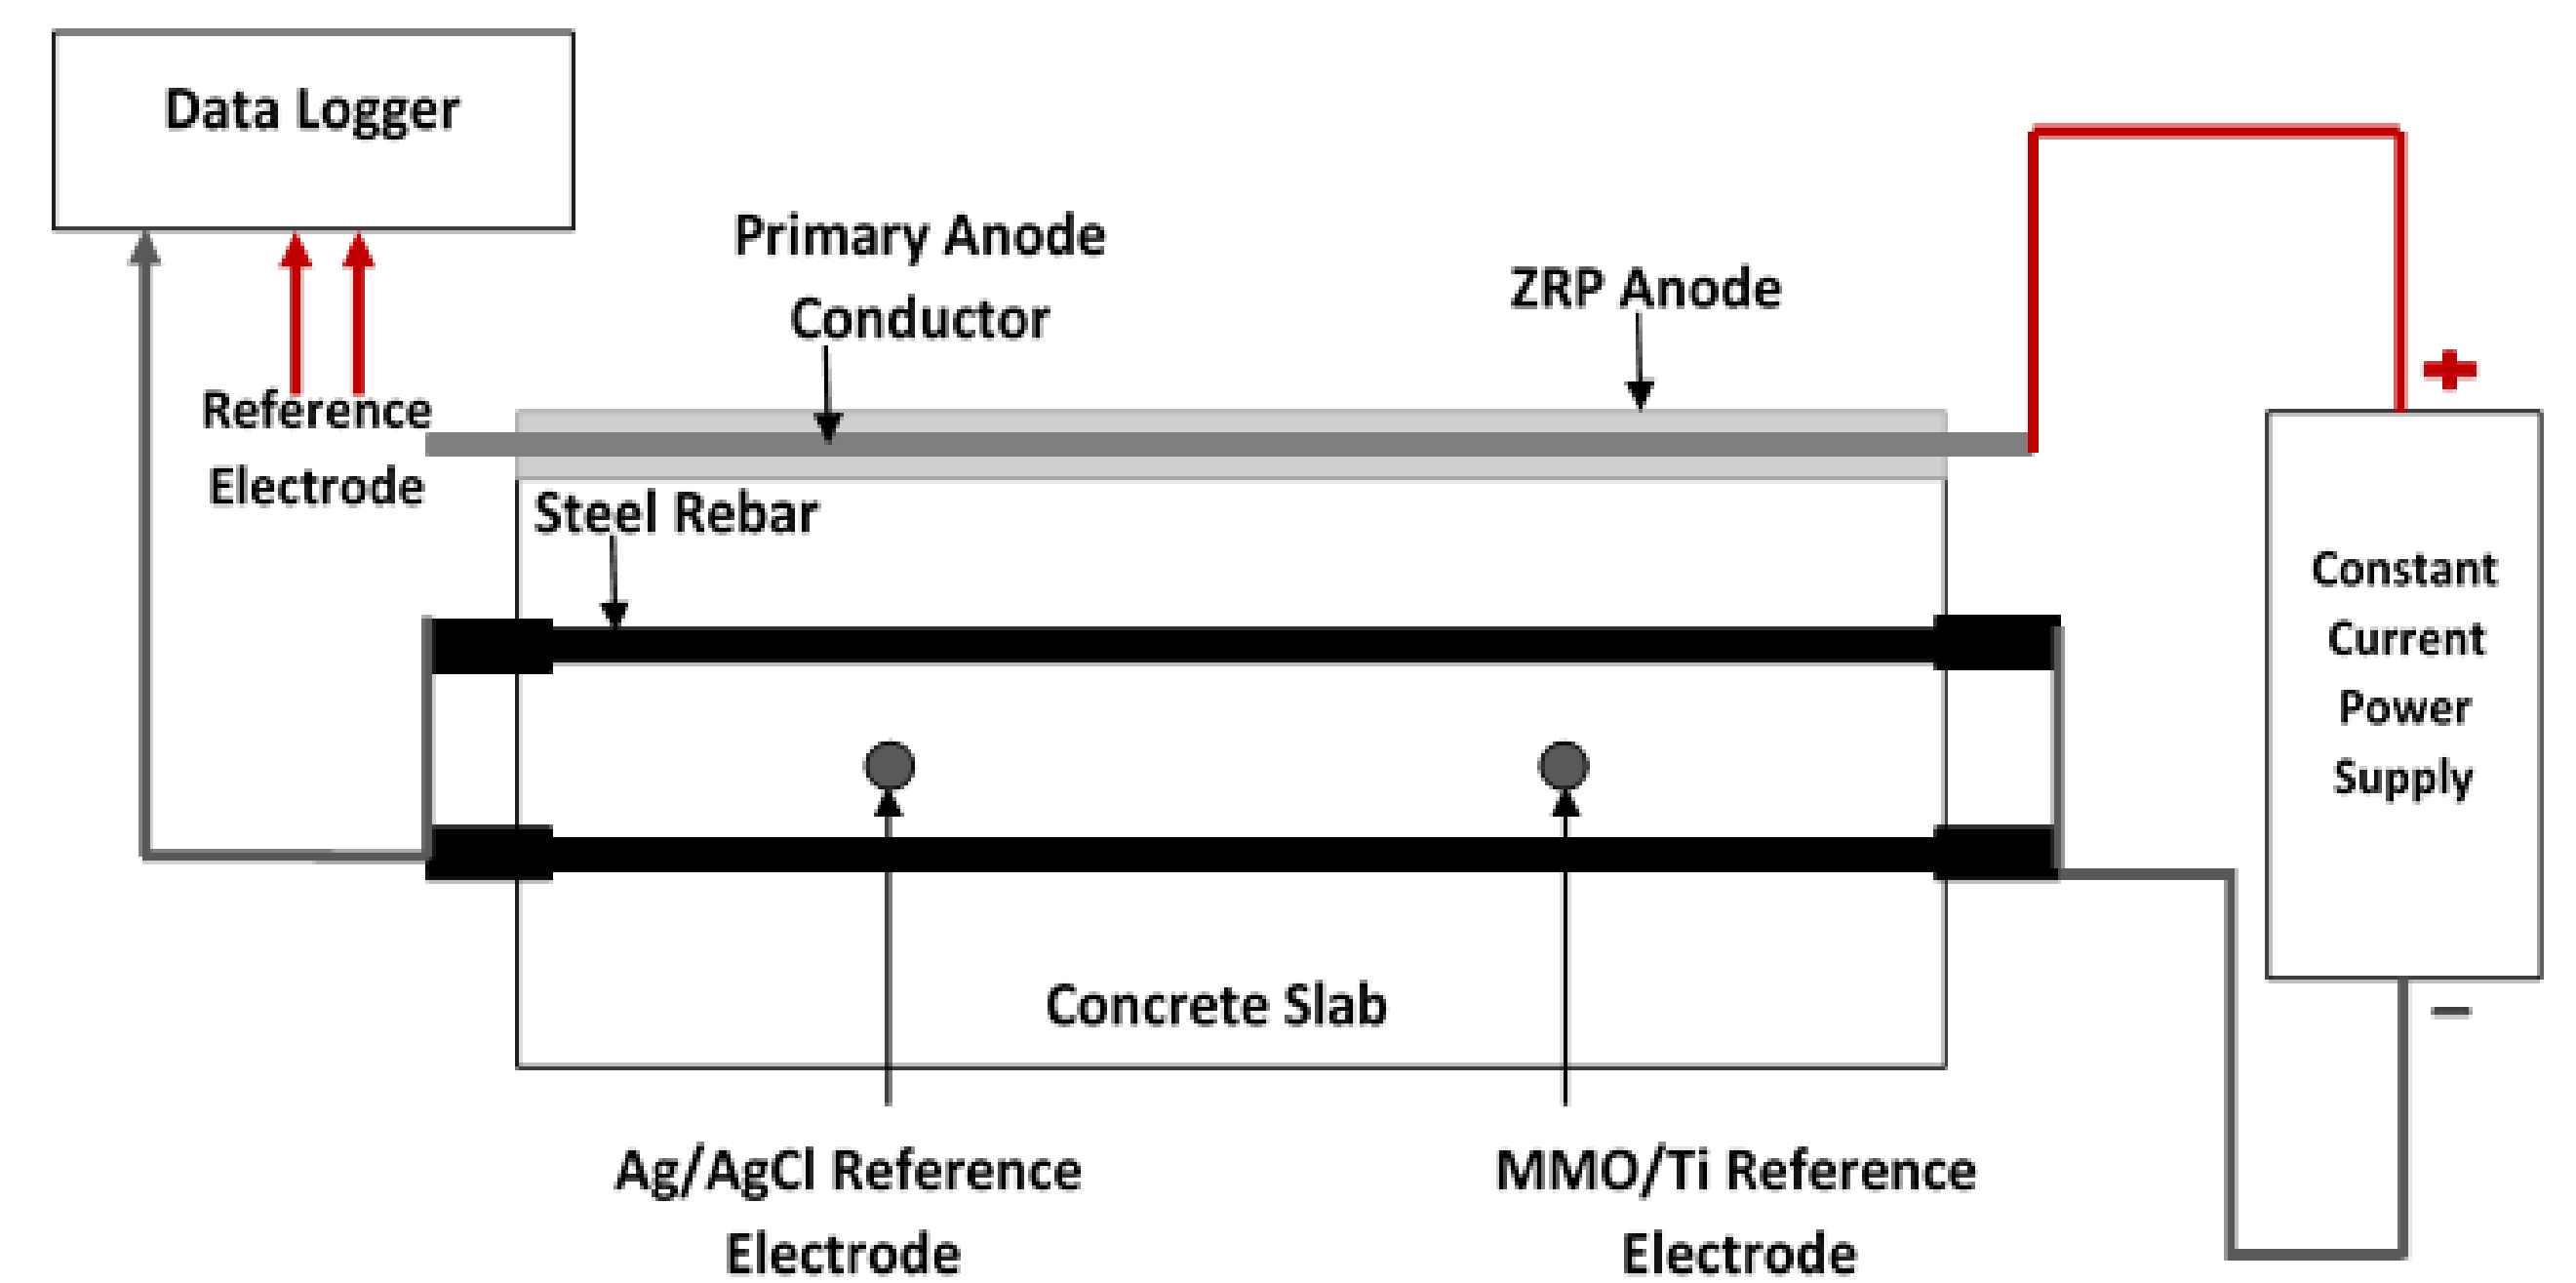 Data Logger
Primary Anode
Conductor
ZRP Anode
+
Reference
Electrode
Steel Rebar
Constant
Current
Power
Supply
Concrete Slab
–
Ag/AgCl Reference
Electrode
MMO/Ti Reference
Electrode